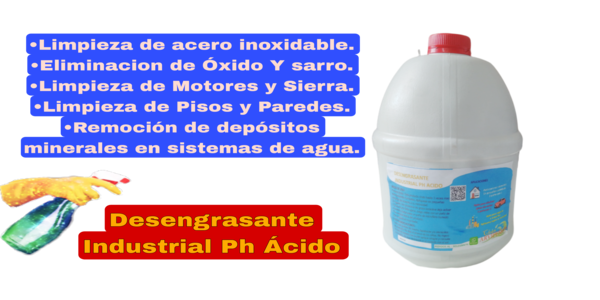 •Limpieza de acero inoxidable.
•Eliminacion de Óxido Y sarro.
•Limpieza de Motores y Sierra.
•Limpieza de Pisos y Paredes.
•Remoción de depósitos
minerales en sistemas de agua.
Desengrasante
Industrial Ph Ácido